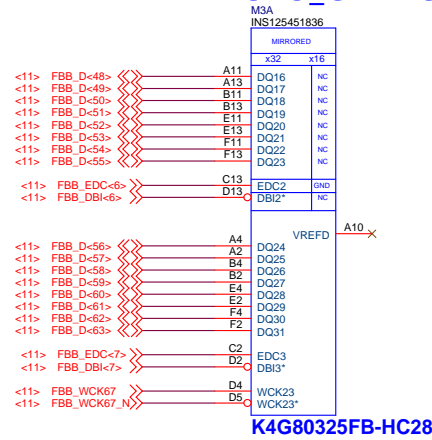 M3A
INS125451836
MIRRORED
x32 x16
<11> FBB_D<48> A11 DQ16 NC
<11> FBB_D<49> A13 DQ17 NC
<11> FBB_D<50> B11 DQ18 NC
<11> FBB_D<51> B13 DQ19 NC
<11> FBB_D<52> E11 DQ20 NC
<11> FBB_D<53> E13 DQ21 NC
<11> FBB_D<54> F11 DQ22 NC
<11> FBB_D<55> F13 DQ23 NC
<11> FBB_EDC<6> C13 EDC2 GND
<11> FBB_DBI<6> D13 DBI2* NC
VREFD A10
<11> FBB_D<56> A4 DQ24
<11> FBB_D<57> A2 DQ25
<11> FBB_D<58> B4 DQ26
<11> FBB_D<59> B2 DQ27
<11> FBB_D<60> E4 DQ28
<11> FBB_D<61> E2 DQ29
<11> FBB_D<62> F4 DQ30
<11> FBB_D<63> F2 DQ31
<11> FBB_EDC<7> C2 EDC3
<11> FBB_DBI<7> D2 DBI3*
<11> FBB_WCK67 D4 WCK23
<11> FBB_WCK67_N D5 WCK23*
K4G80325FB-HC28